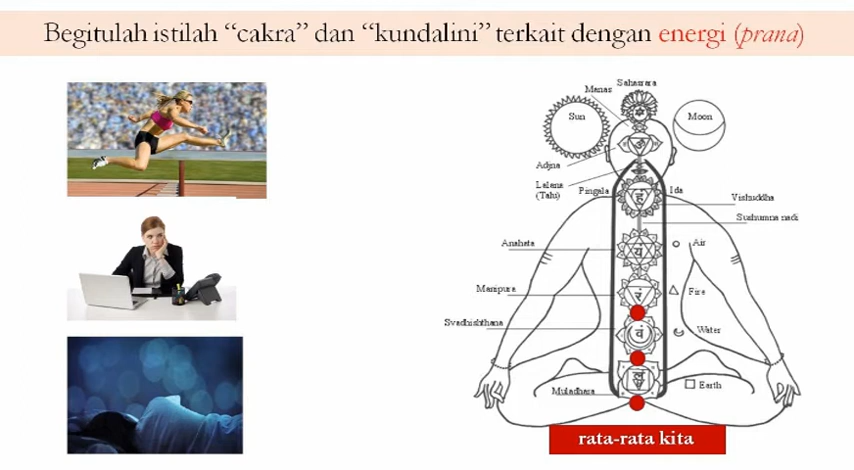 Begitulah istilah “cakra” dan “kundalini” terkait dengan energi (prana)
Sahasrara
Manas
Sun
Moon
ॐ
Adjna
Lalana
(Talu)
Pingala
Ida
हं
Vishuddha
Sushumna nadi
Anahata
यं
Air
Manipura
रं
Fire
Svadhishthana
वं
Water
Muladhara
लं
Earth
rata-rata kita